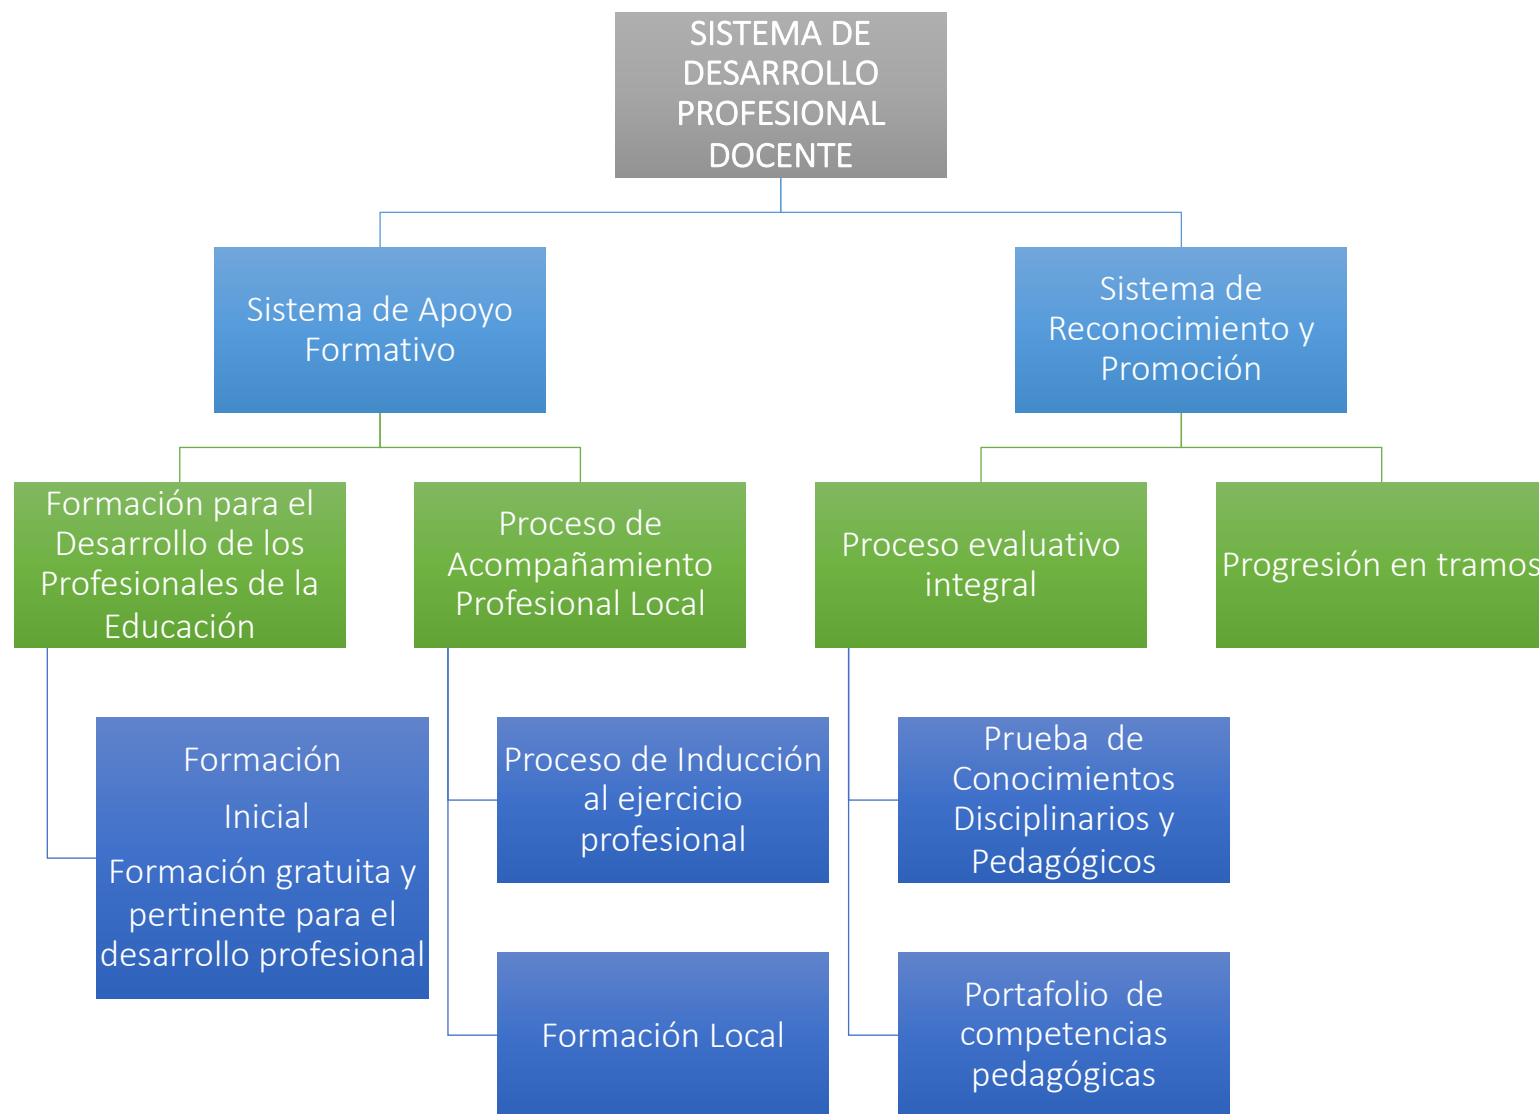 SISTEMA DE
DESARROLLO
PROFESIONAL
DOCENTE
Sistema de Apoyo
Formativo
Sistema de
Reconocimiento y
Promoción
Formación para el
Desarrollo de los
Profesionales de la
Educación
Proceso de
Acompañamiento
Profesional Local
Proceso evaluativo
integral
Progresión en tramos
Formación
Inicial
Formación gratuita y
pertinente para el
desarrollo profesional
Proceso de Inducción
al ejercicio
profesional
Prueba  de
Conocimientos
Disciplinarios y
Pedagógicos
Formación Local
Portafolio  de
competencias
pedagógicas